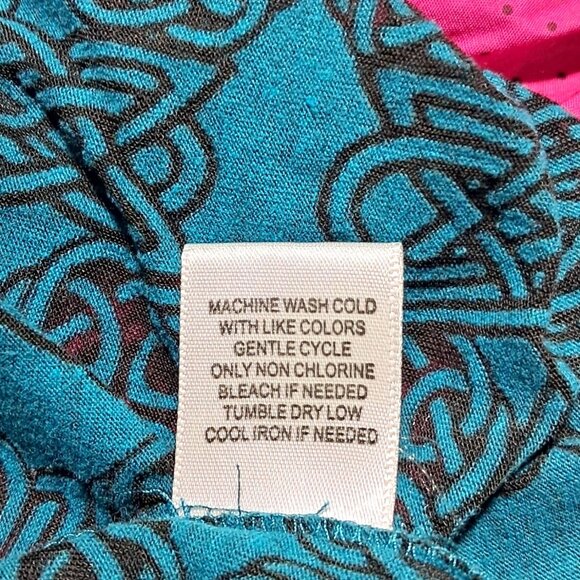 MACHINE WASH COLD
WITH LIKE COLORS
GENTLE CYCLE
ONLY NON CHLORINE
BLEACH IF NEEDED
TUMBLE DRY LOW
COOL IRON IF NEEDED